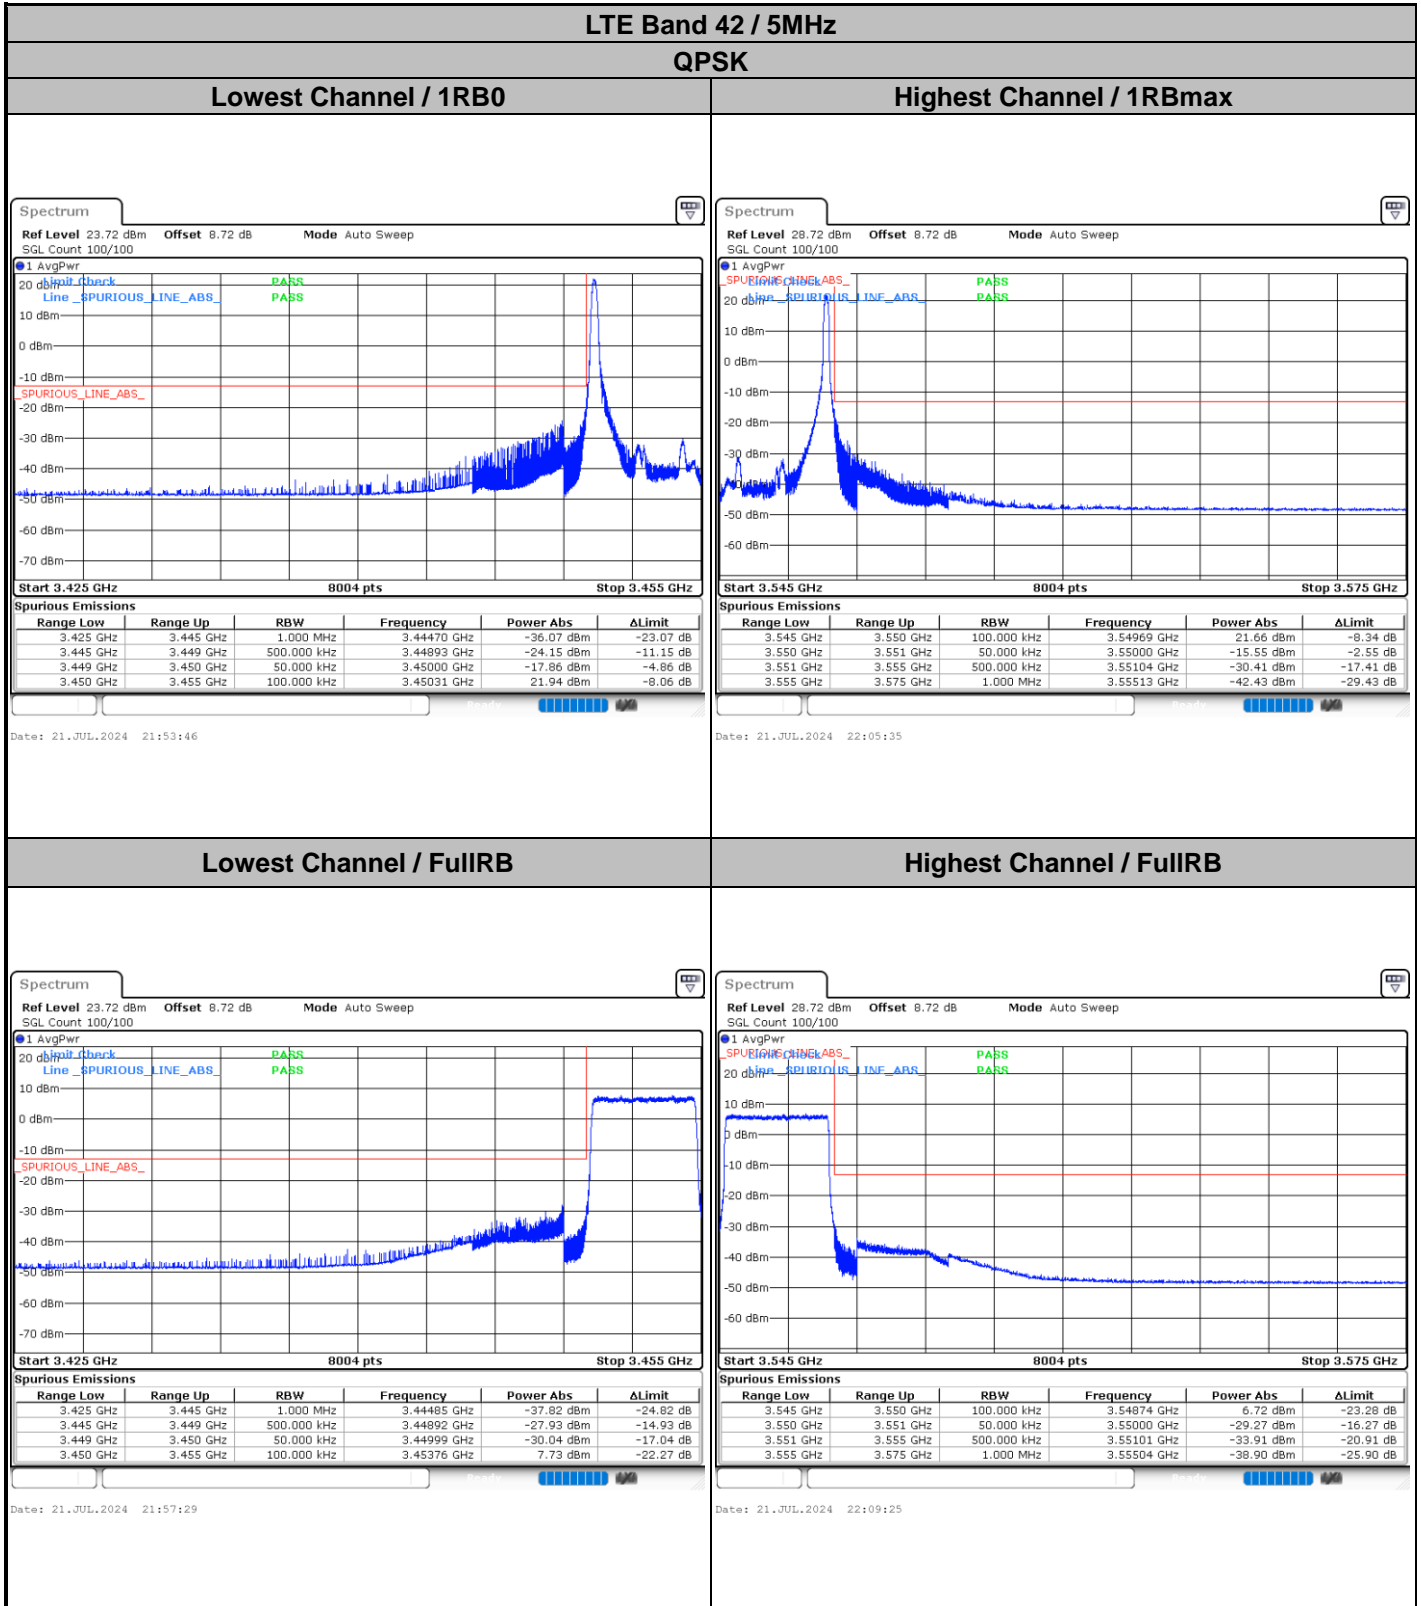 LTE Band 42 / 5MHz
QPSK
Lowest Channel / 1RB0
Highest Channel / 1RBmax
Spectrum
Ref Level 23.72 dBm Offset 8.72 dB Mode Auto Sweep
SGL Count 100/100
1 AvgPwr
Limit Check PASS
Line _SPURIOUS_LINE_ABS_ PASS
20 dBm
10 dBm
0 dBm
-10 dBm
_SPURIOUS_LINE_ABS_
-20 dBm
-30 dBm
-40 dBm
-50 dBm
-60 dBm
-70 dBm
Start 3.425 GHz 8004 pts Stop 3.455 GHz
Spurious Emissions
Range Low Range Up RBW Frequency Power Abs ΔLimit
3.425 GHz 3.445 GHz 1.000 MHz 3.44470 GHz -36.07 dBm -23.07 dB
3.445 GHz 3.449 GHz 500.000 kHz 3.44893 GHz -24.15 dBm -11.15 dB
3.449 GHz 3.450 GHz 50.000 kHz 3.45000 GHz -17.86 dBm -4.86 dB
3.450 GHz 3.455 GHz 100.000 kHz 3.45031 GHz 21.94 dBm -8.06 dB
Ready
Date: 21.JUL.2024 21:53:46
Spectrum
Ref Level 28.72 dBm Offset 8.72 dB Mode Auto Sweep
SGL Count 100/100
1 AvgPwr
_SPURIOUS_LINE_ABS_
Limit Check PASS
Line _SPURIOUS_LINE_ABS_ PASS
20 dBm
10 dBm
0 dBm
-10 dBm
-20 dBm
-30 dBm
-40 dBm
-50 dBm
-60 dBm
Start 3.545 GHz 8004 pts Stop 3.575 GHz
Spurious Emissions
Range Low Range Up RBW Frequency Power Abs ΔLimit
3.545 GHz 3.550 GHz 100.000 kHz 3.54969 GHz 21.66 dBm -8.34 dB
3.550 GHz 3.551 GHz 50.000 kHz 3.55000 GHz -15.55 dBm -2.55 dB
3.551 GHz 3.555 GHz 500.000 kHz 3.55104 GHz -30.41 dBm -17.41 dB
3.555 GHz 3.575 GHz 1.000 MHz 3.55513 GHz -42.43 dBm -29.43 dB
Ready
Date: 21.JUL.2024 22:05:35
Lowest Channel / FullRB
Highest Channel / FullRB
Spectrum
Ref Level 23.72 dBm Offset 8.72 dB Mode Auto Sweep
SGL Count 100/100
1 AvgPwr
Limit Check PASS
Line _SPURIOUS_LINE_ABS_ PASS
20 dBm
10 dBm
0 dBm
-10 dBm
_SPURIOUS_LINE_ABS_
-20 dBm
-30 dBm
-40 dBm
-50 dBm
-60 dBm
-70 dBm
Start 3.425 GHz 8004 pts Stop 3.455 GHz
Spurious Emissions
Range Low Range Up RBW Frequency Power Abs ΔLimit
3.425 GHz 3.445 GHz 1.000 MHz 3.44485 GHz -37.82 dBm -24.82 dB
3.445 GHz 3.449 GHz 500.000 kHz 3.44892 GHz -27.93 dBm -14.93 dB
3.449 GHz 3.450 GHz 50.000 kHz 3.44999 GHz -30.04 dBm -17.04 dB
3.450 GHz 3.455 GHz 100.000 kHz 3.45376 GHz 7.73 dBm -22.27 dB
Ready
Date: 21.JUL.2024 21:57:29
Spectrum
Ref Level 28.72 dBm Offset 8.72 dB Mode Auto Sweep
SGL Count 100/100
1 AvgPwr
_SPURIOUS_LINE_ABS_
Limit Check PASS
Line _SPURIOUS_LINE_ABS_ PASS
20 dBm
10 dBm
0 dBm
-10 dBm
-20 dBm
-30 dBm
-40 dBm
-50 dBm
-60 dBm
Start 3.545 GHz 8004 pts Stop 3.575 GHz
Spurious Emissions
Range Low Range Up RBW Frequency Power Abs ΔLimit
3.545 GHz 3.550 GHz 100.000 kHz 3.54874 GHz 6.72 dBm -23.28 dB
3.550 GHz 3.551 GHz 50.000 kHz 3.55000 GHz -29.27 dBm -16.27 dB
3.551 GHz 3.555 GHz 500.000 kHz 3.55101 GHz -33.91 dBm -20.91 dB
3.555 GHz 3.575 GHz 1.000 MHz 3.55504 GHz -38.90 dBm -25.90 dB
Ready
Date: 21.JUL.2024 22:09:25